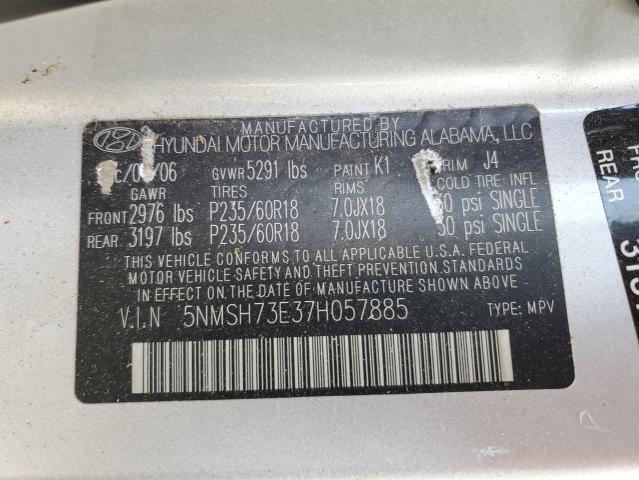 MANUFACTURED BY
HYUNDAI MOTOR MANUFACTURING ALABAMA, LLC
/06 GVWR 5291 lbs PAINT K1 TRIM J4
GAWR TIRES RIMS COLD TIRE INFL
FRONT 2976 lbs P235/60R18 7.0JX18 psi SINGLE
REAR 3197 lbs P235/60R18 7.0JX18 psi SINGLE
THIS VEHICLE CONFORMS TO ALL APPLICABLE U.S.A. FEDERAL
MOTOR VEHICLE SAFETY AND THEFT PREVENTION STANDARDS
IN EFFECT ON THE DATE OF MANUFACTURE SHOWN ABOVE.
V.I.N 5NMSH73E37H057885 TYPE: MPV
REAR